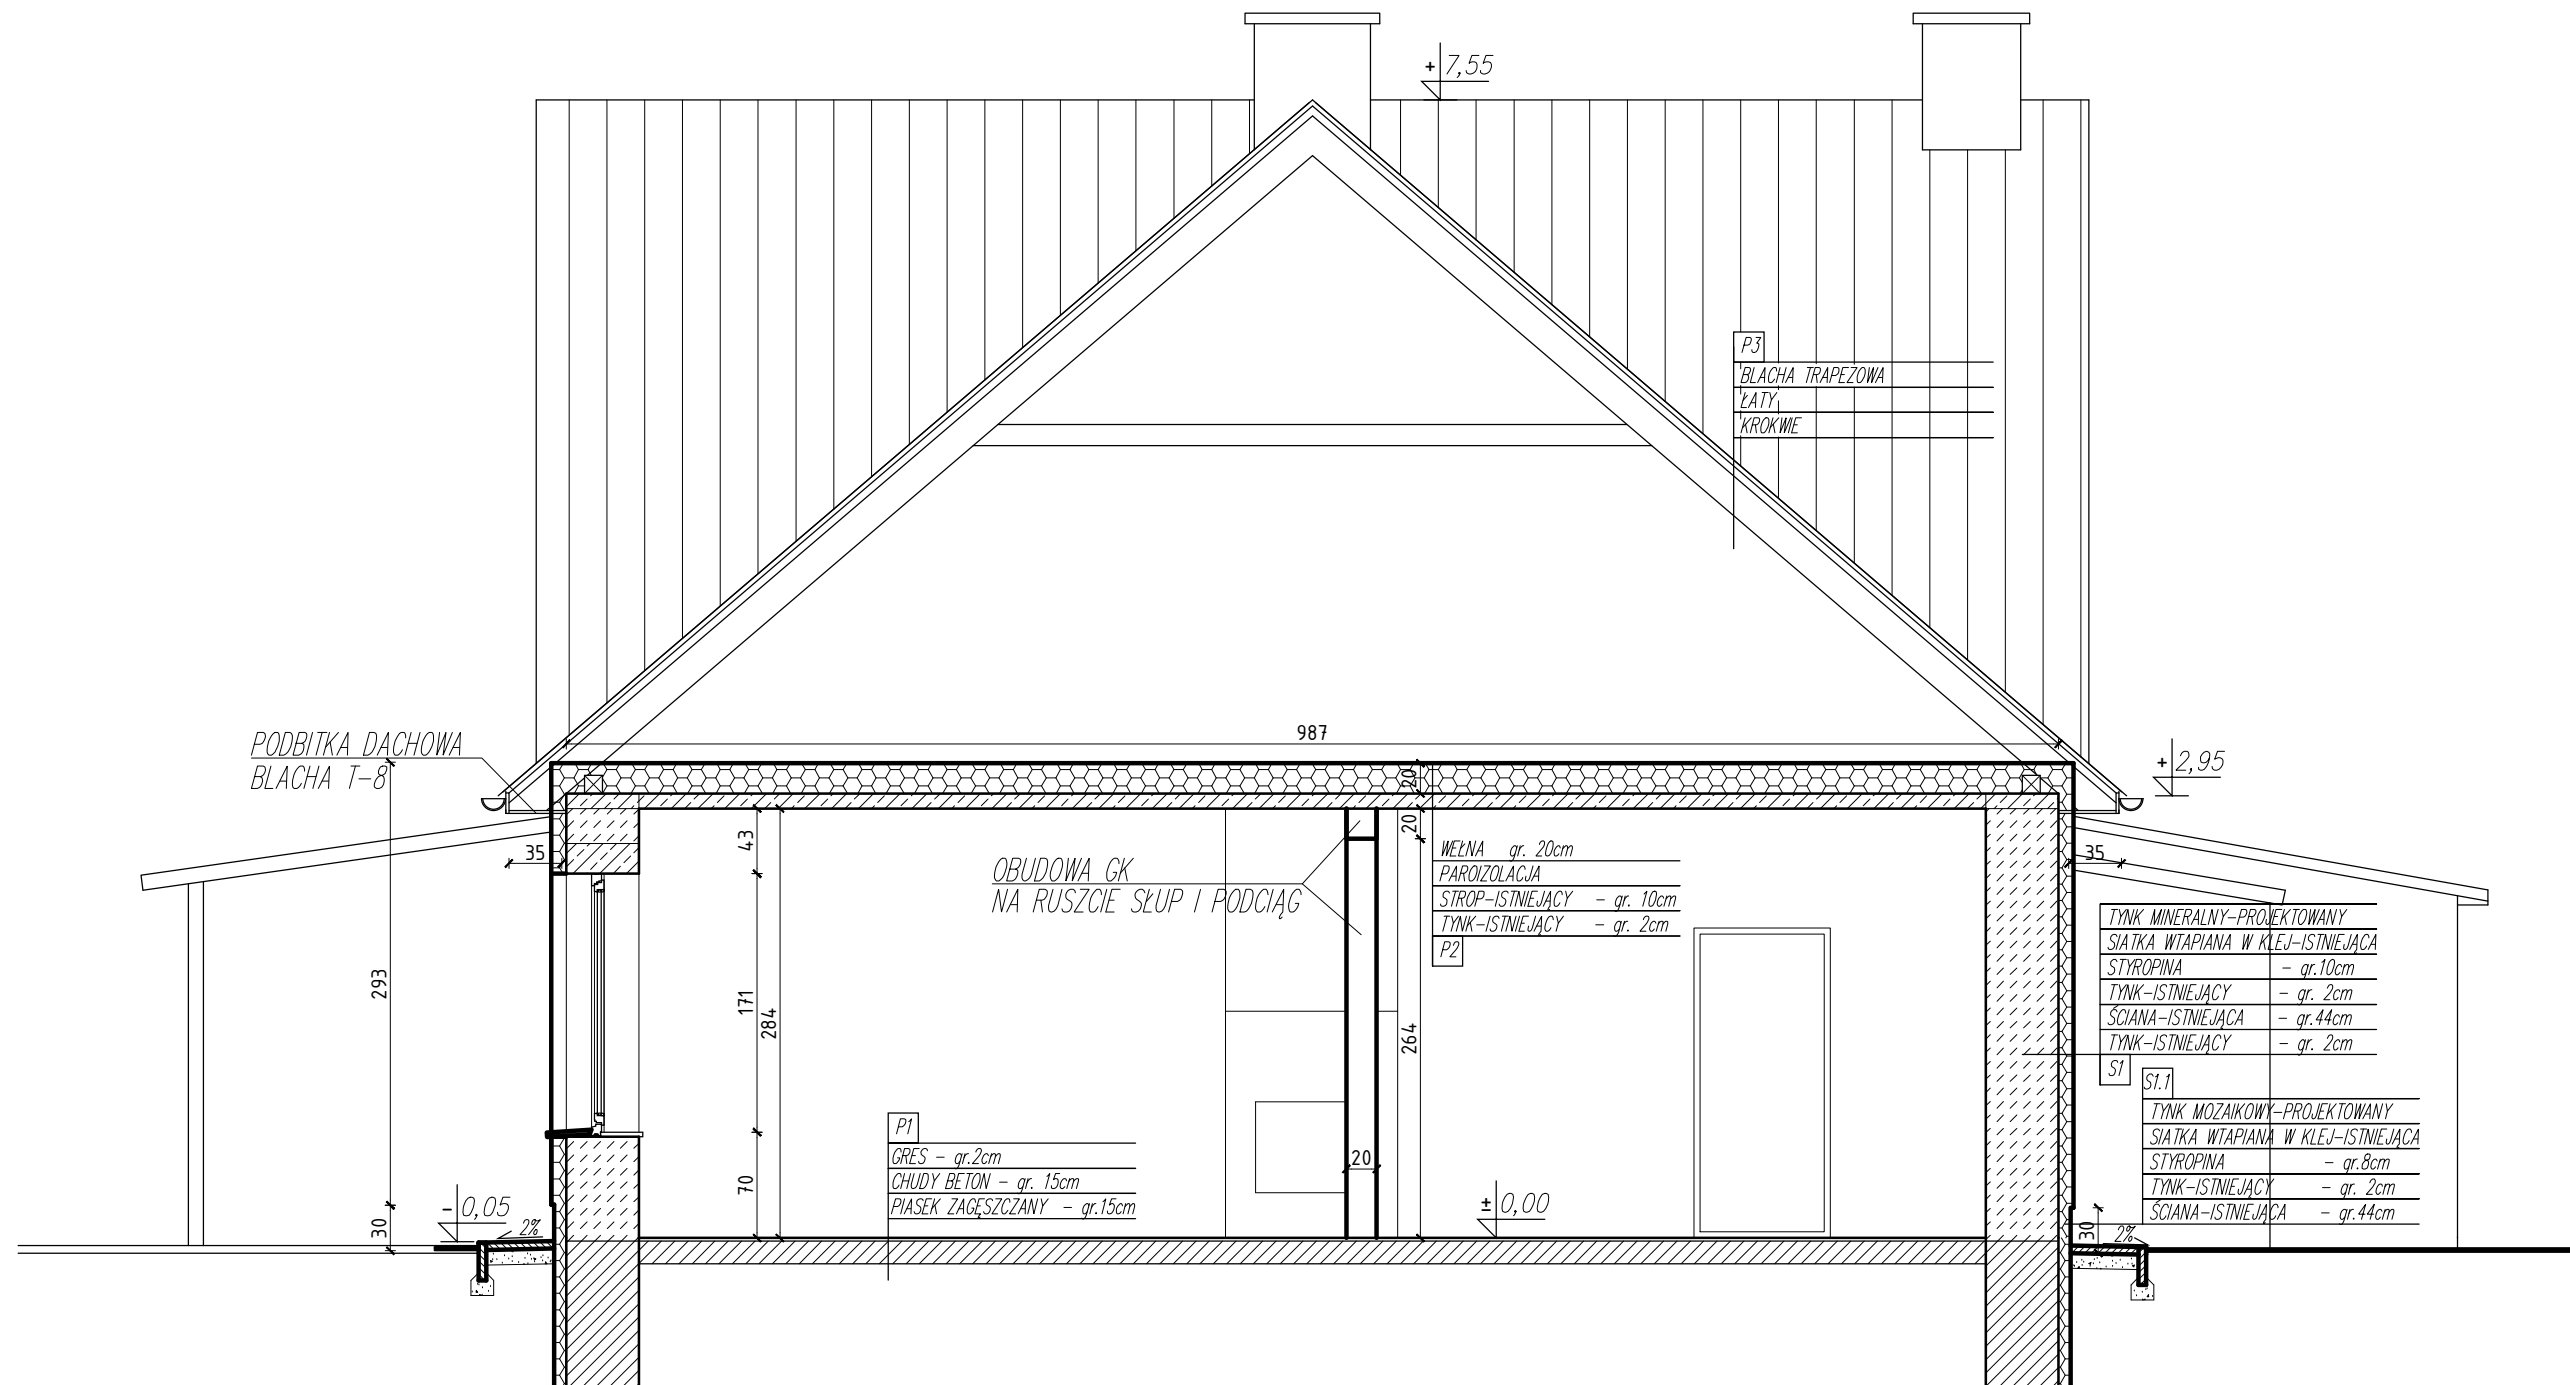 +7,55
P3
BLACHA TRAPEZOWA
ŁATY
KROKWIE
987
PODBITKA DACHOWA
BLACHA T-8
+2,95
20
20
43
35
35
OBUDOWA GK
NA RUSZCIE SŁUP I PODCIĄG
WEŁNA gr. 20cm
PAROIZOLACJA
STROP-ISTNIEJĄCY - gr. 10cm
TYNK-ISTNIEJĄCY - gr. 2cm
P2
TYNK MINERALNY-PROJEKTOWANY
SIATKA WTAPIANA W KLEJ-ISTNIEJĄCA
STYROPINA - gr.10cm
TYNK-ISTNIEJĄCY - gr. 2cm
ŚCIANA-ISTNIEJĄCA - gr.44cm
TYNK-ISTNIEJĄCY - gr. 2cm
S1
293
171
284
264
S1.1
TYNK MOZAIKOWY-PROJEKTOWANY
SIATKA WTAPIANA W KLEJ-ISTNIEJĄCA
STYROPINA - gr.8cm
TYNK-ISTNIEJĄCY - gr. 2cm
ŚCIANA-ISTNIEJĄCA - gr.44cm
P1
GRES - gr.2cm
CHUDY BETON - gr. 15cm
PIASEK ZAGĘSZCZANY - gr.15cm
70
20
-0,05
±0,00
30
2%
30
2%